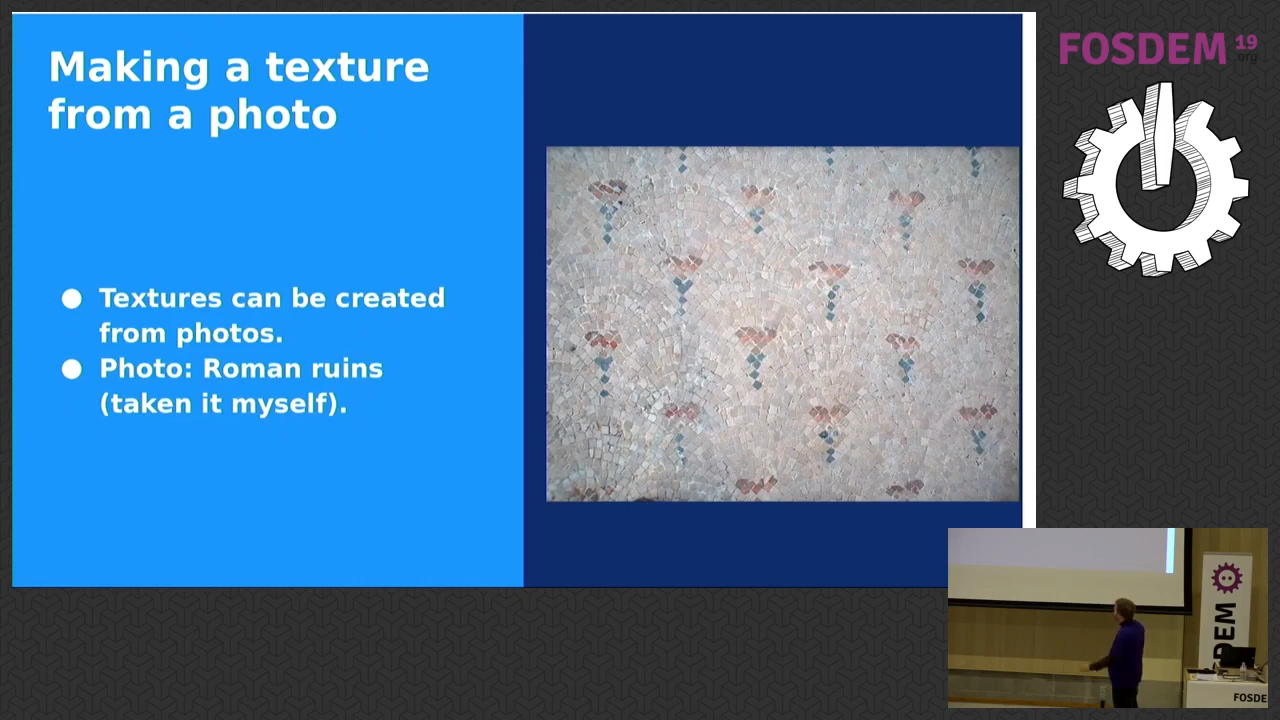 Making a texture
from a photo
● Textures can be created
from photos.
● Photo: Roman ruins
(taken it myself).
FOSDEM 19
.org
DEM
FOSDE